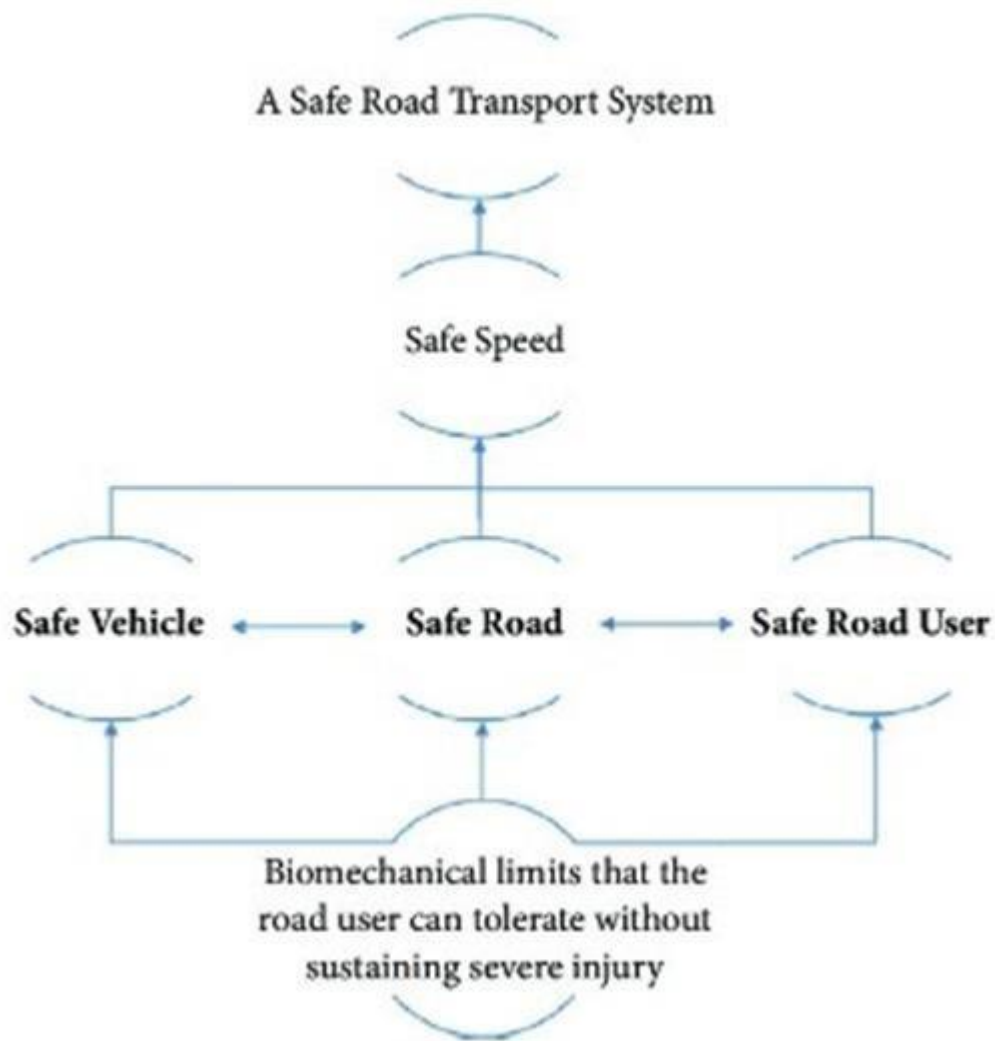 A Safe Road Transport System
Safe Speed
Safe Vehicle
Safe Road
Safe Road User
Biomechanical limits that the
road user can tolerate without
sustaining severe injury